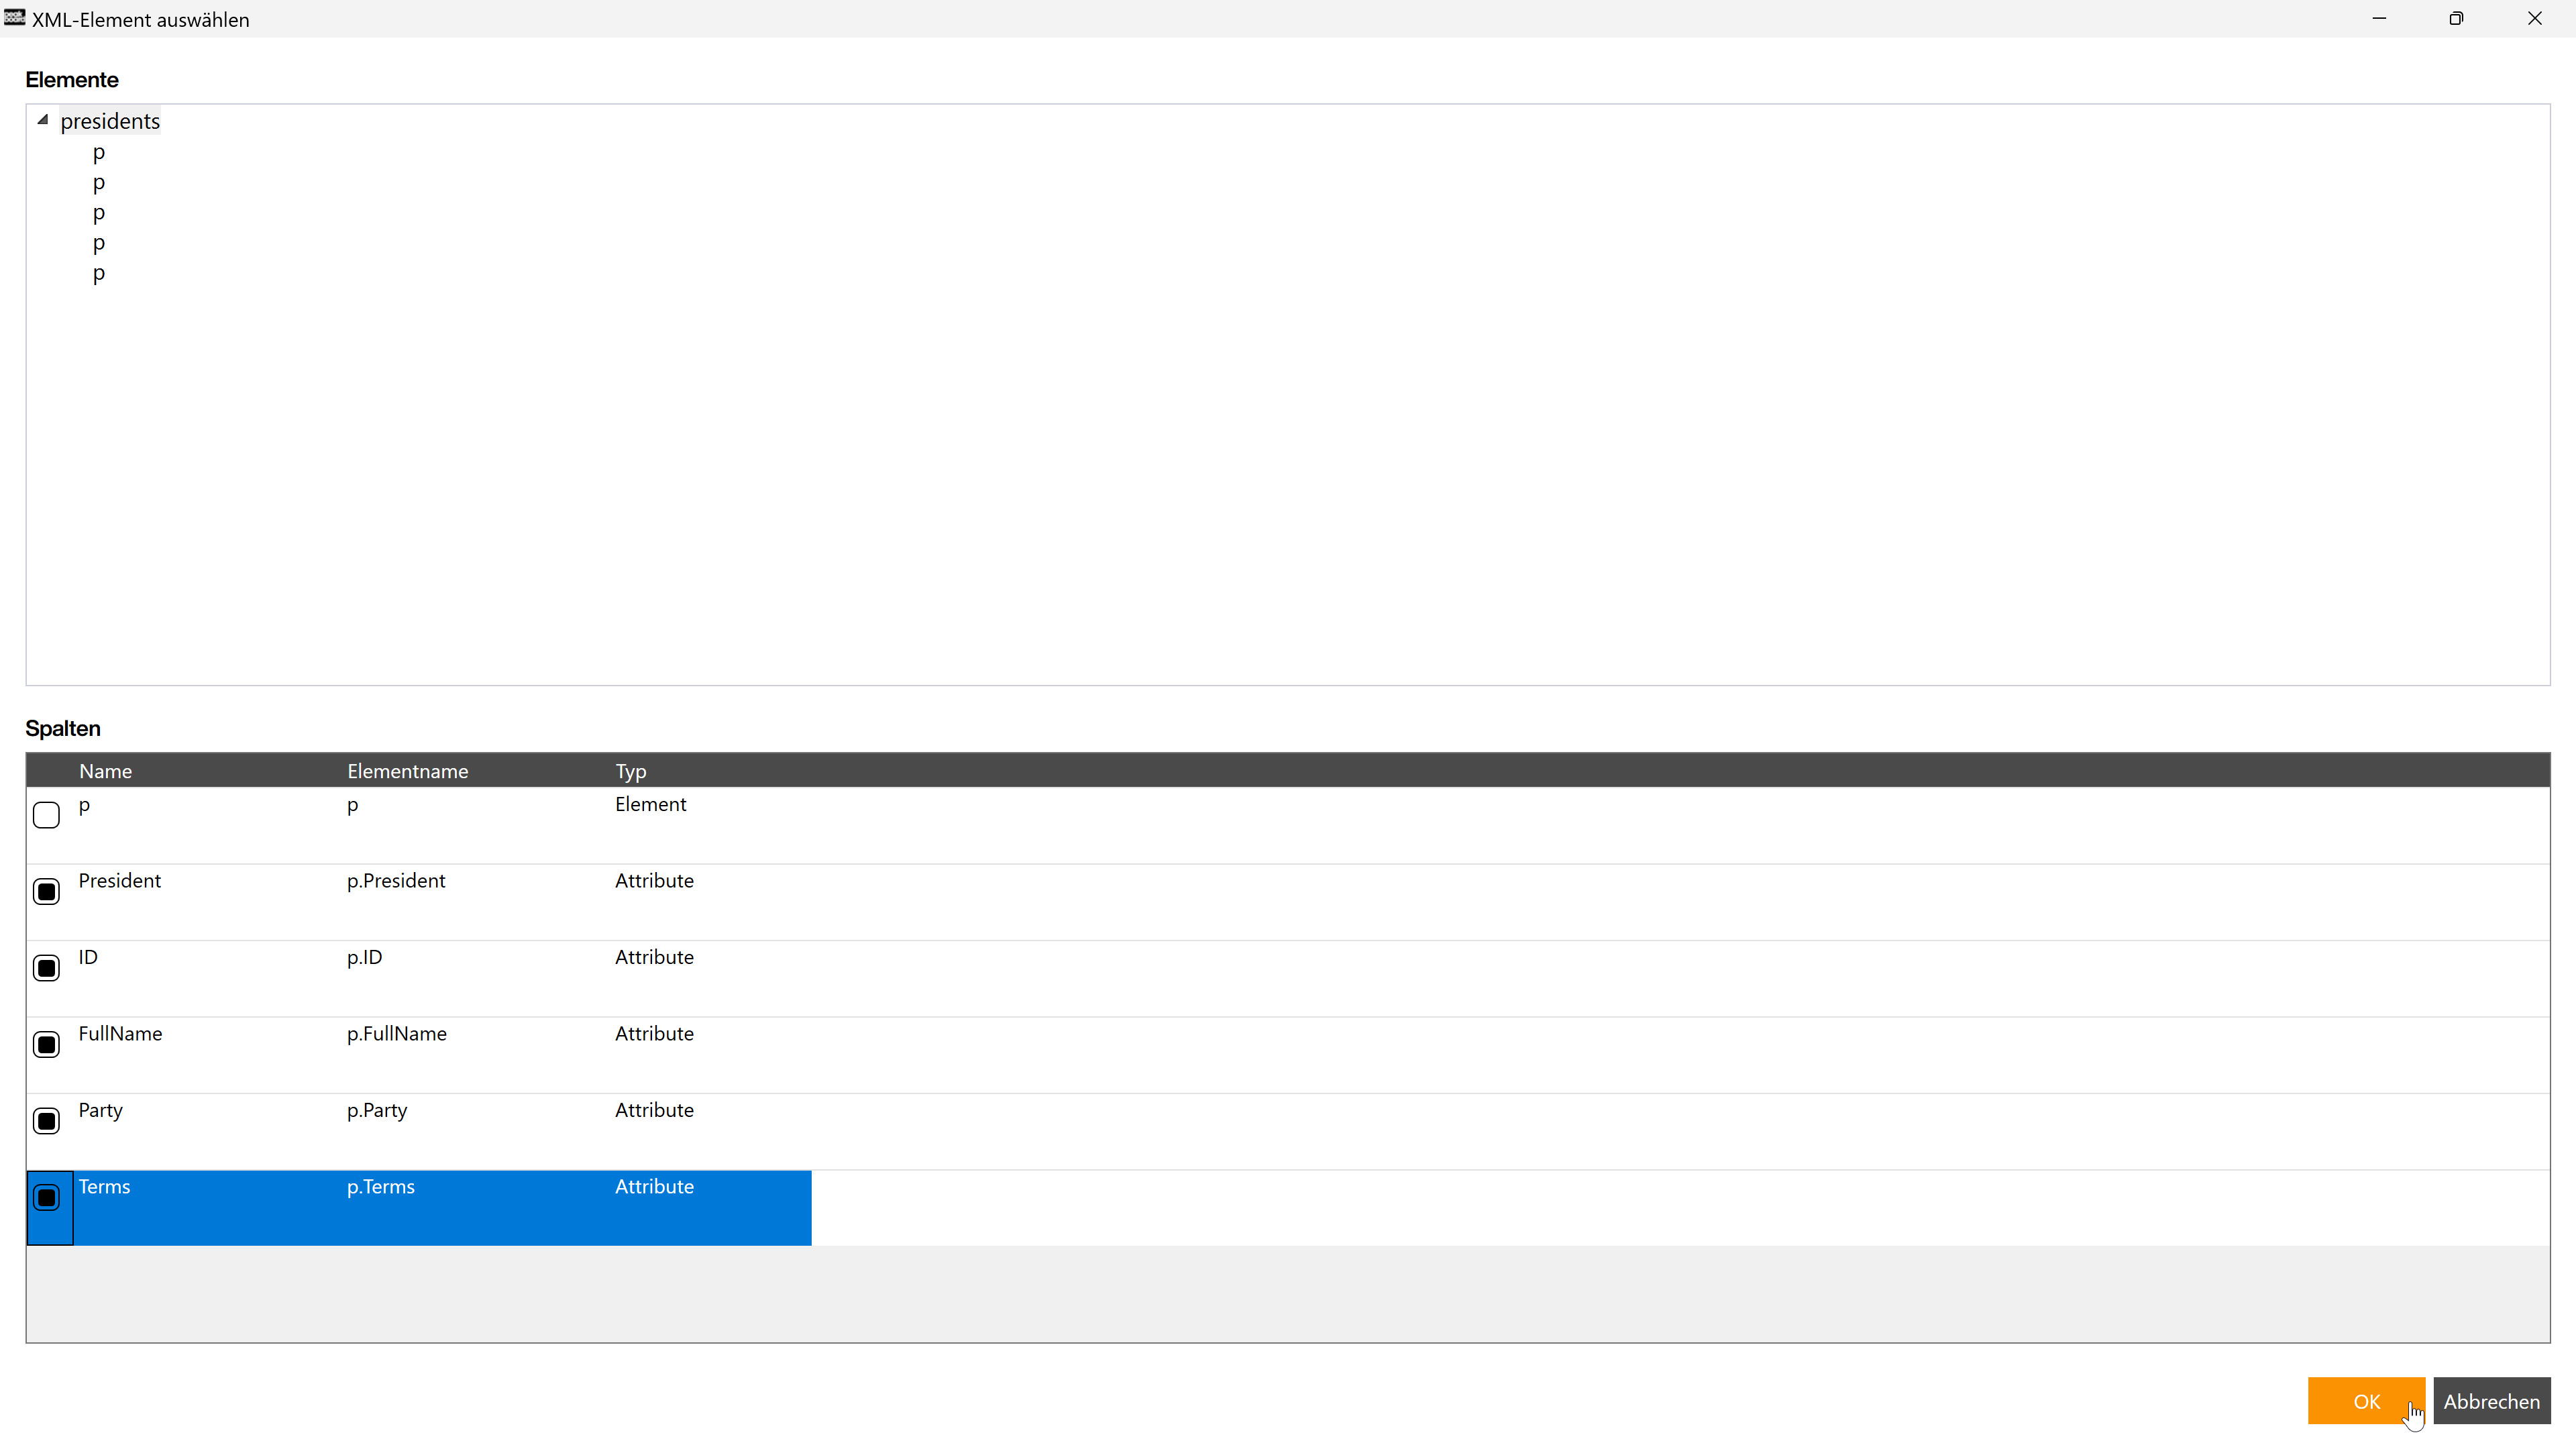 XML-Element auswählen
Elemente
presidents
p
p
p
p
p
Spalten
Name Elementname Typ
p p Element
President p.President Attribute
ID p.ID Attribute
FullName p.FullName Attribute
Party p.Party Attribute
Terms p.Terms Attribute
OK Abbrechen